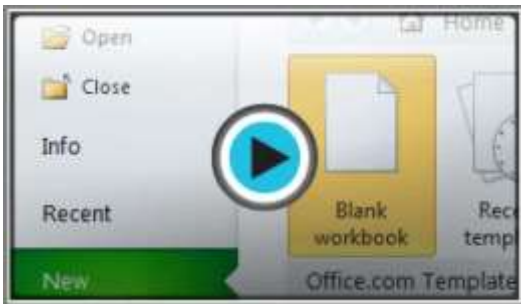 Open
Home
Close
Info
Recent
Blank
workbook
New
Office.com Template